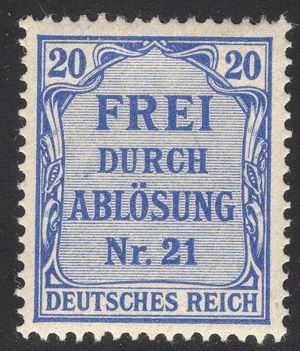 20 20
FREI
DURCH
ABLÖSUNG
Nr. 21
DEUTSCHES REICH